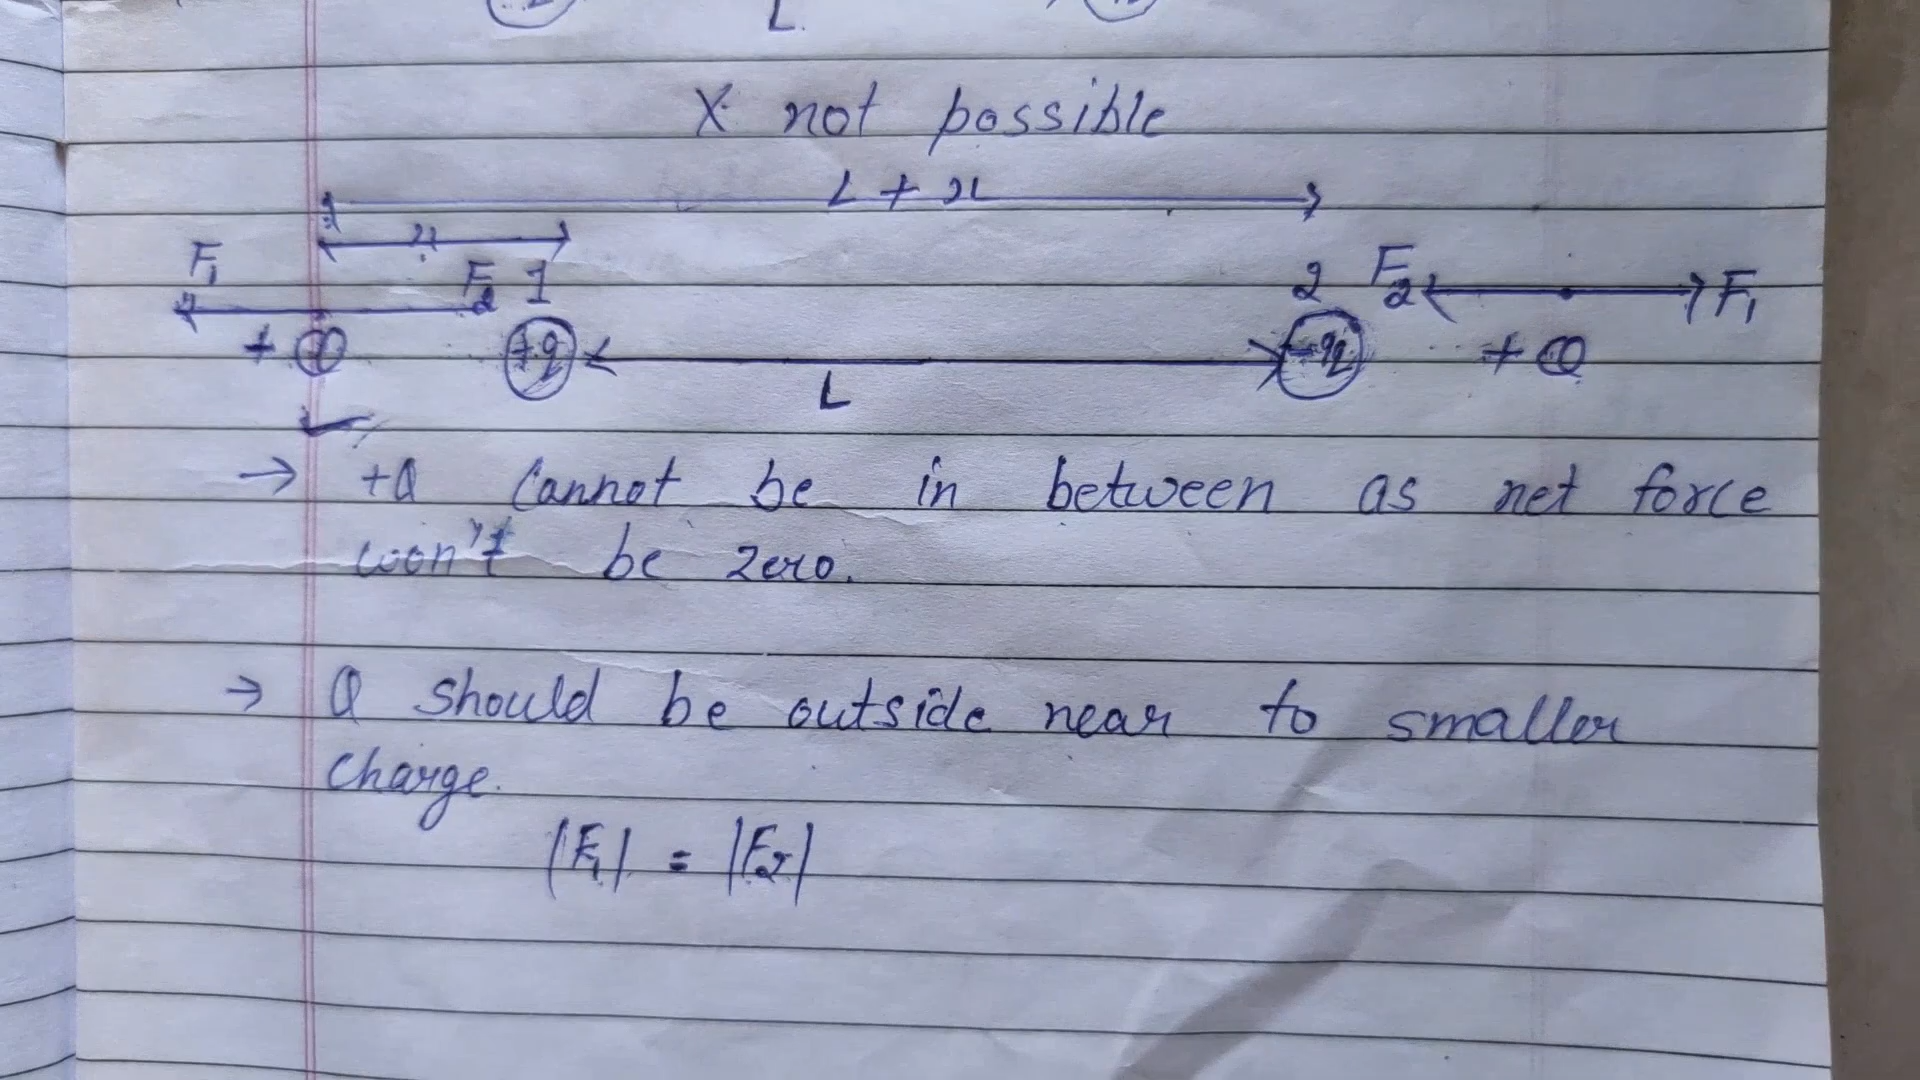 L
X not possible
L + x
x
F₁ F₂ 1 2 F₂ F₁
+Q +q L +Q
→ +Q Cannot be in between as net force
won't be zero.
→ Q should be outside near to smaller
charge.
|F₁| = |F₂|